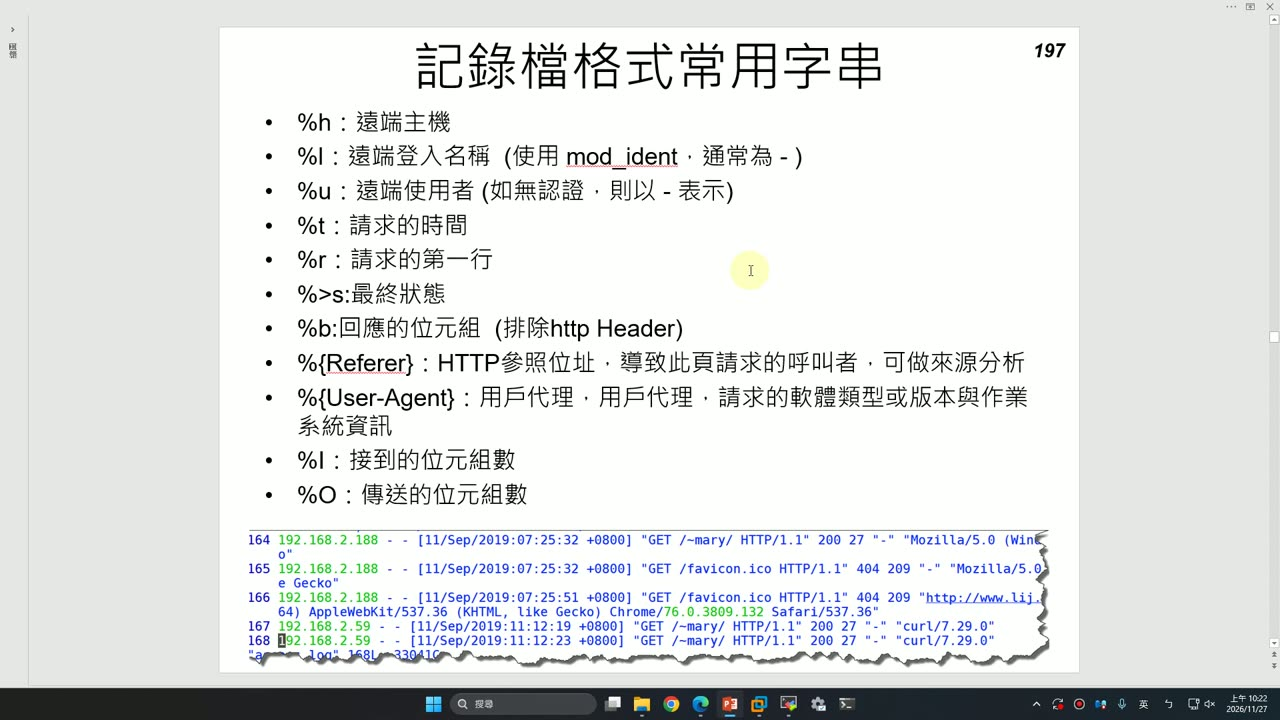 記錄檔格式常用字串
197
• %h：遠端主機
• %l：遠端登入名稱 (使用 mod_ident，通常為 - )
• %u：遠端使用者 (如無認證，則以 - 表示)
• %t：請求的時間
• %r：請求的第一行
• %>s:最終狀態
• %b:回應的位元組 (排除http Header)
• %{Referer}：HTTP參照位址，導致此頁請求的呼叫者，可做來源分析
• %{User-Agent}：用戶代理，用戶代理，請求的軟體類型或版本與作業
系統資訊
• %I：接到的位元組數
• %O：傳送的位元組數
164 192.168.2.188 - - [11/Sep/2019:07:25:32 +0800] "GET /~mary/ HTTP/1.1" 200 27 "-" "Mozilla/5.0 (Wind
o"
165 192.168.2.188 - - [11/Sep/2019:07:25:32 +0800] "GET /favicon.ico HTTP/1.1" 404 209 "-" "Mozilla/5.0
e Gecko"
166 192.168.2.188 - - [11/Sep/2019:07:25:51 +0800] "GET /favicon.ico HTTP/1.1" 404 209 "http://www.lij.
64) AppleWebKit/537.36 (KHTML, like Gecko) Chrome/76.0.3809.132 Safari/537.36"
167 192.168.2.59 - - [11/Sep/2019:11:12:19 +0800] "GET /~mary/ HTTP/1.1" 200 27 "-" "curl/7.29.0"
168 192.168.2.59 - - [11/Sep/2019:11:12:23 +0800] "GET /~mary/ HTTP/1.1" 200 27 "-" "curl/7.29.0"
搜尋
英
ㄅ
上午 10:22
2026/11/27